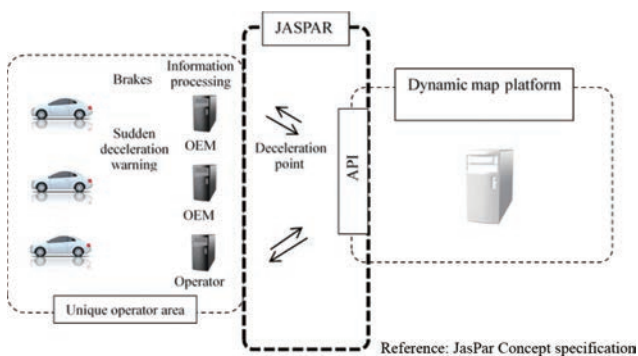 JASPAR
Brakes
Information
processing
Dynamic map platform
Sudden
deceleration
warning
OEM
Deceleration
point
API
OEM
Operator
Unique operator area
Reference: JasPar Concept specification